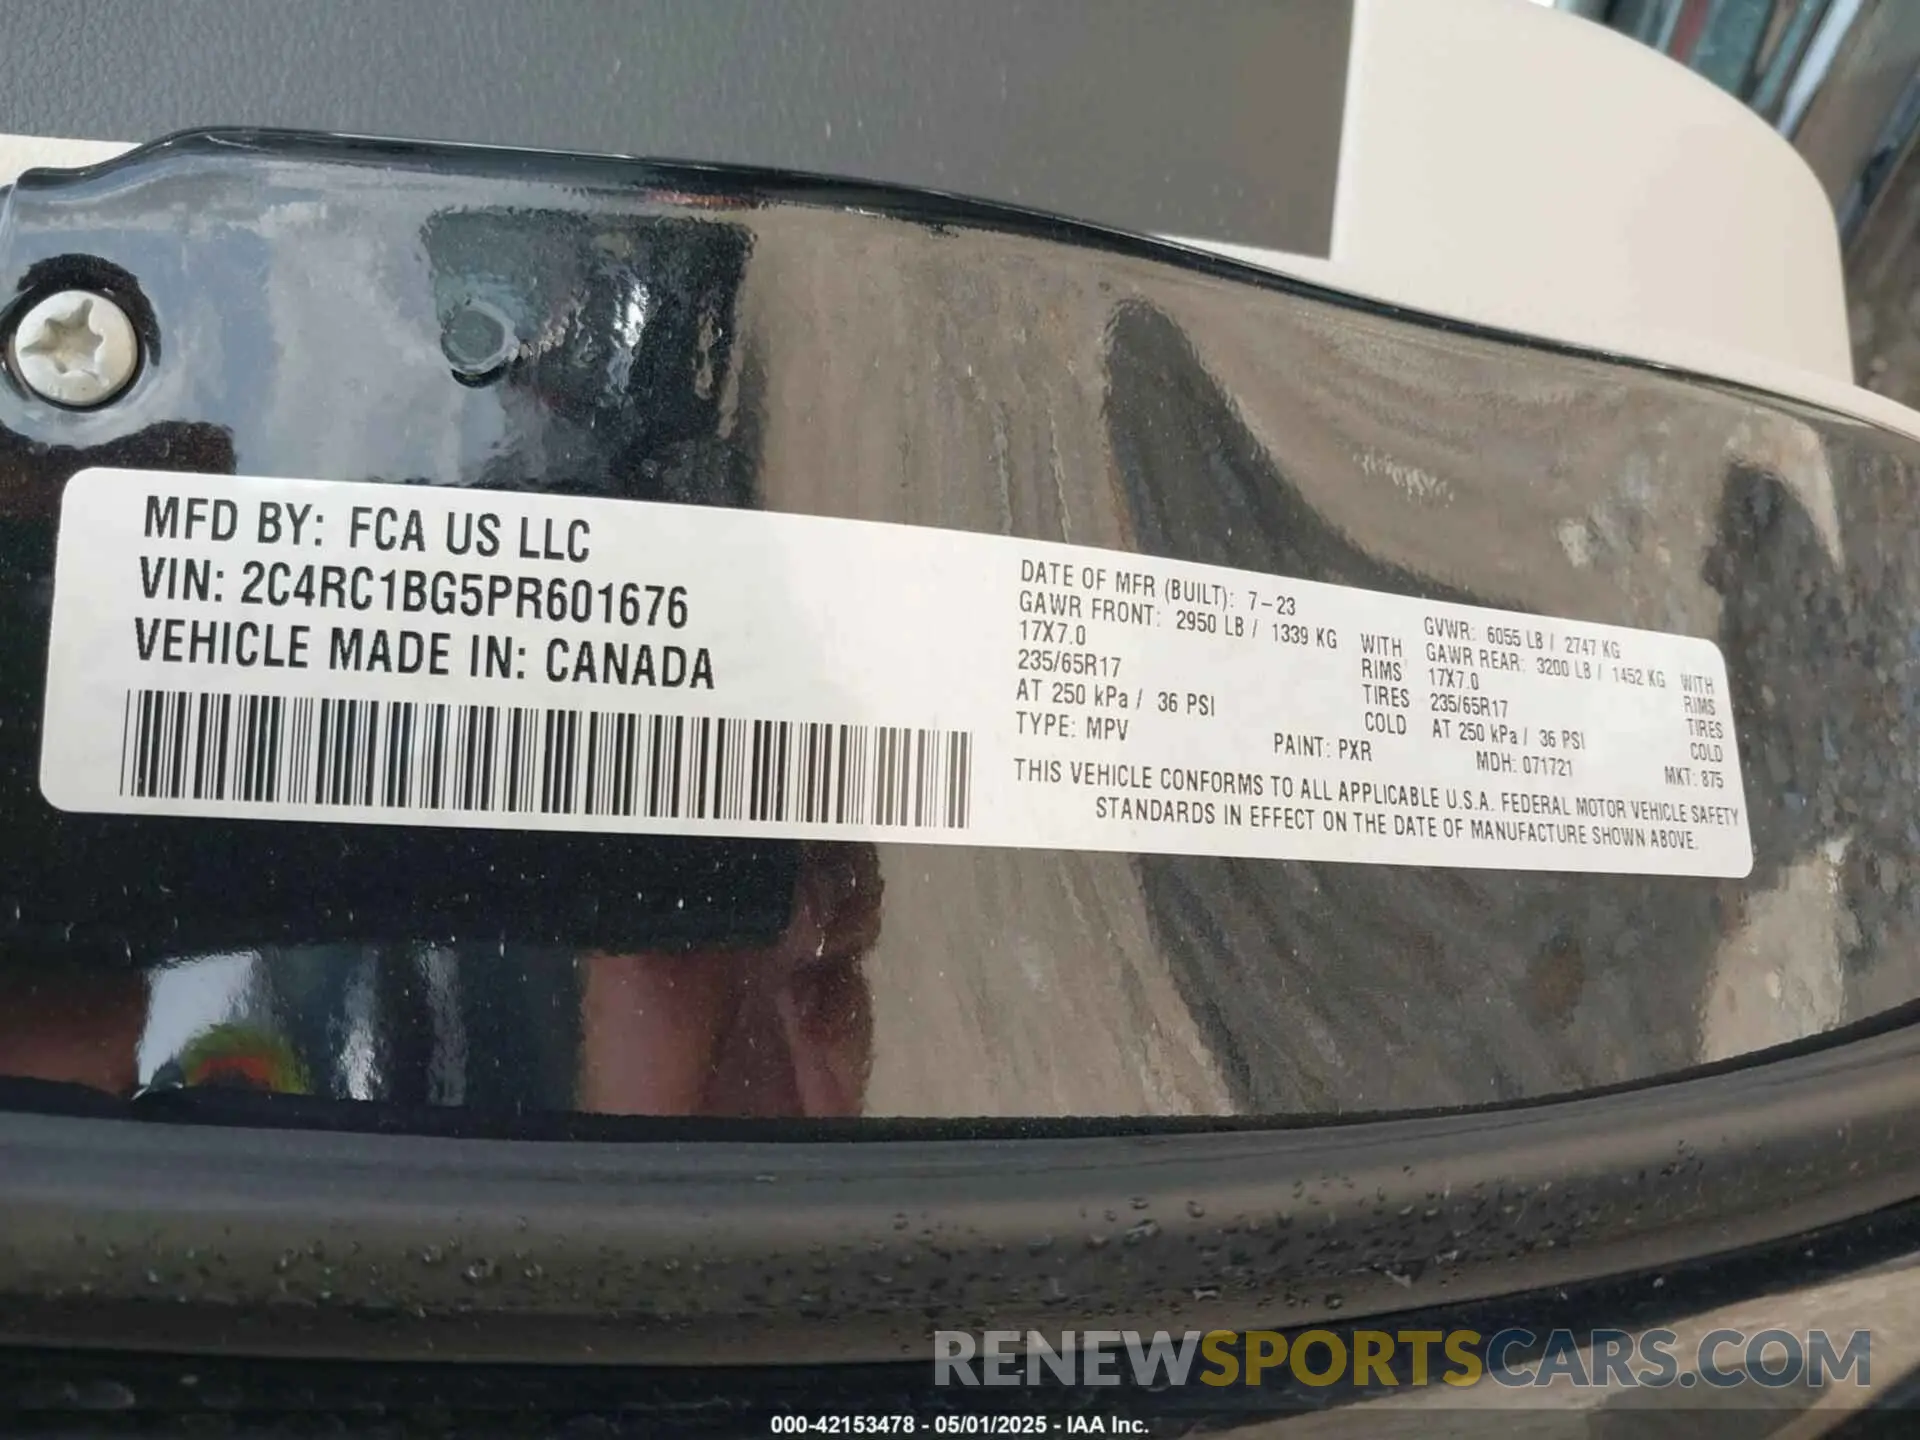 MFD BY: FCA US LLC
VIN: 2C4RC1BG5PR601676
VEHICLE MADE IN: CANADA
DATE OF MFR (BUILT): 7-23
GVWR: 6055 LB / 2747 KG
GAWR FRONT: 2950 LB / 1339 KG WITH
17X7.0 RIMS
235/65R17 TIRES
AT 250 kPa / 36 PSI COLD
GAWR REAR: 3200 LB / 1452 KG WITH
17X7.0 RIMS
235/65R17 TIRES
AT 250 kPa / 36 PSI COLD
TYPE: MPV PAINT: PXR MDH: 071721 MKT: 875
THIS VEHICLE CONFORMS TO ALL APPLICABLE U.S.A. FEDERAL MOTOR VEHICLE SAFETY
STANDARDS IN EFFECT ON THE DATE OF MANUFACTURE SHOWN ABOVE.
RENEWSPORTSCARS.COM
000-42153478 - 05/01/2025 - IAA Inc.